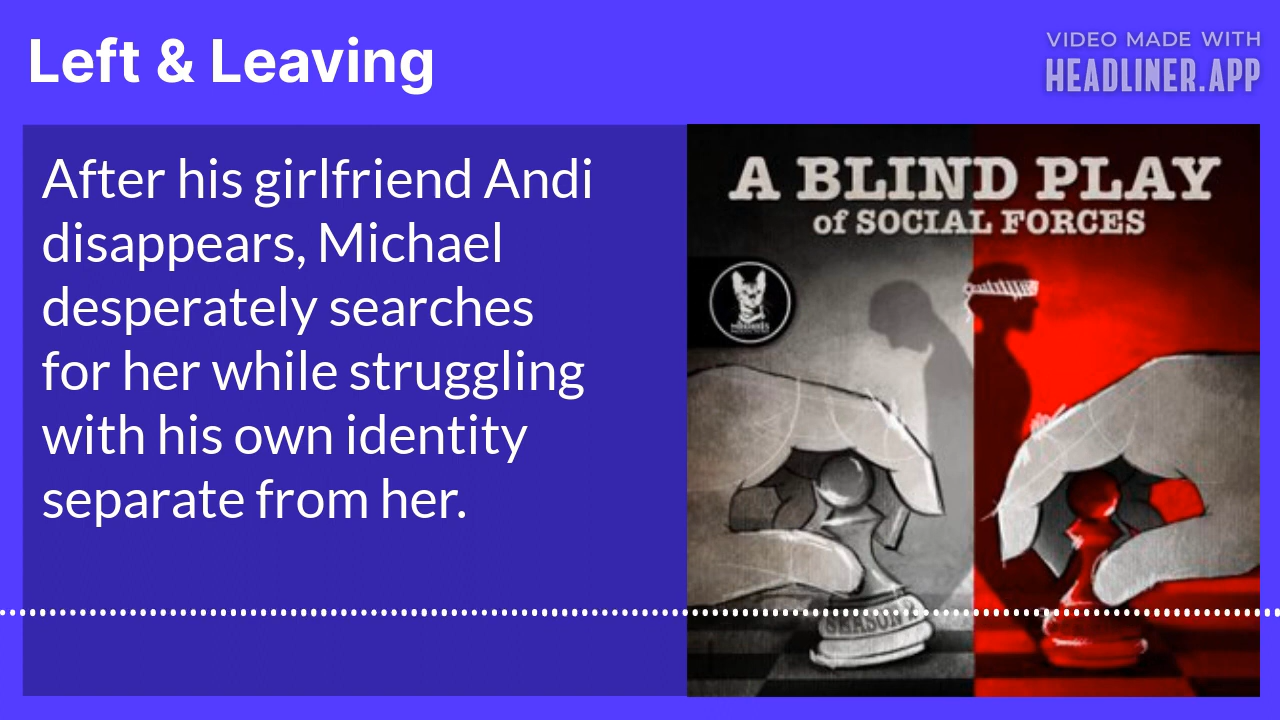 Left & Leaving
VIDEO MADE WITH
HEADLINER.APP
After his girlfriend Andi
disappears, Michael
desperately searches
for her while struggling
with his own identity
separate from her.
A BLIND PLAY
of SOCIAL FORCES
SEASON